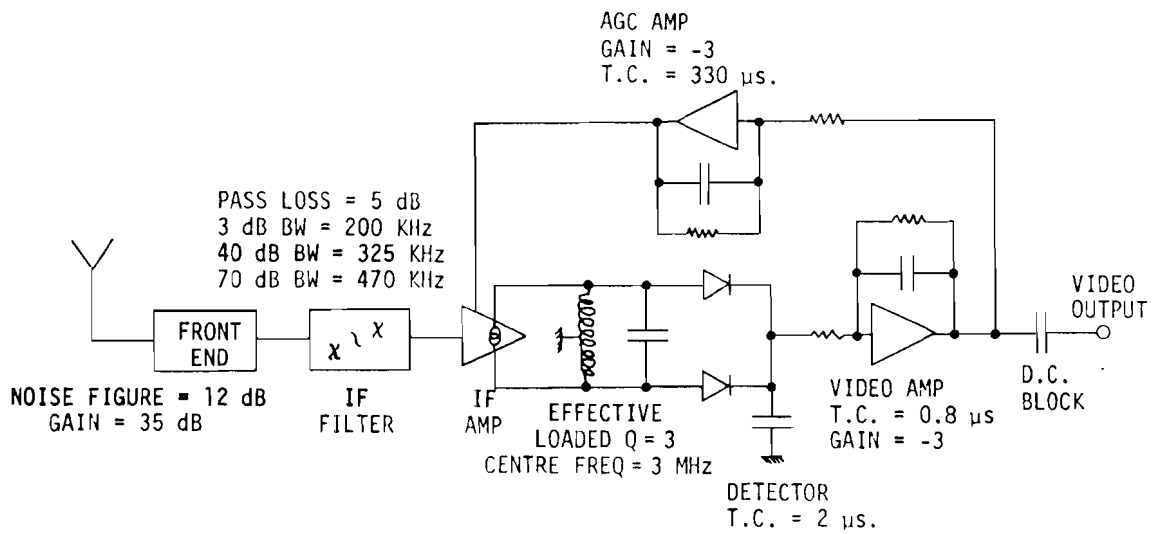 AGC AMP
GAIN = -3
T.C. = 330 µs.
PASS LOSS = 5 dB
3 dB BW = 200 KHz
40 dB BW = 325 KHz
70 dB BW = 470 KHz
FRONT
END
NOISE FIGURE = 12 dB
GAIN = 35 dB
IF
FILTER
IF
AMP
EFFECTIVE
LOADED Q = 3
CENTRE FREQ = 3 MHz
DETECTOR
T.C. = 2 µs.
VIDEO AMP
T.C. = 0.8 µs
GAIN = -3
D.C.
BLOCK
VIDEO
OUTPUT